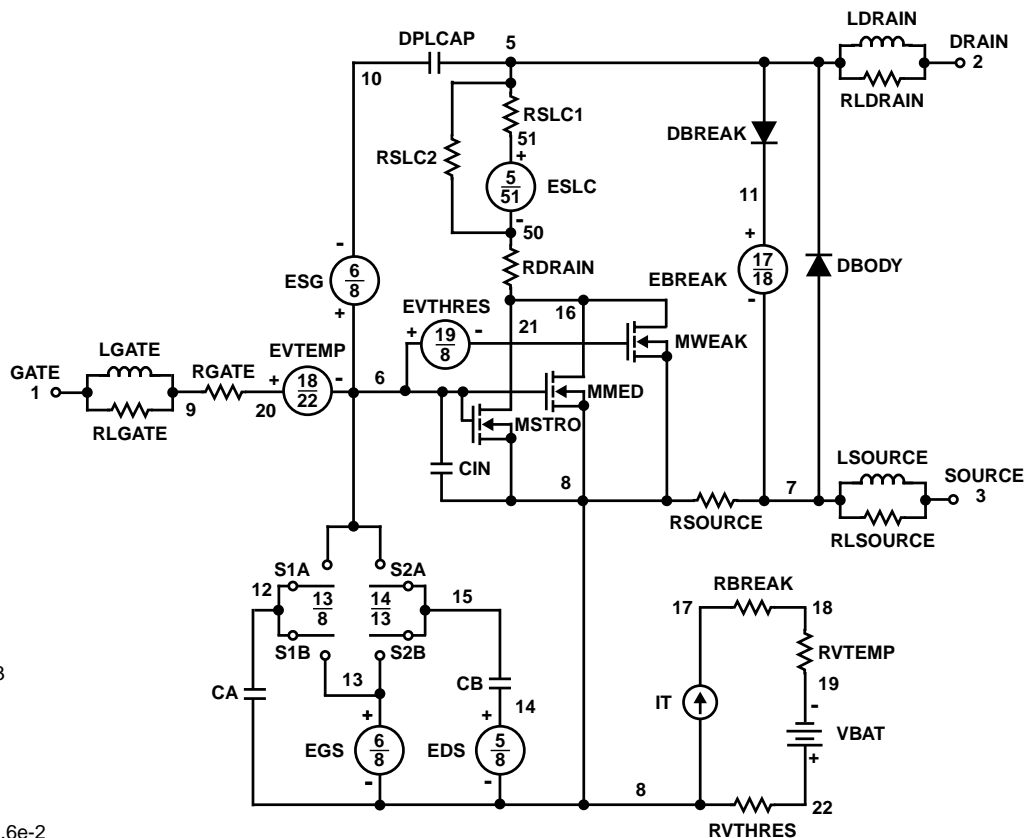 LDRAIN
DPLCAP 5 DRAIN
10 2
RSLC1 RLDRAIN
51 DBREAK
RSLC2 +
5
51 ESLC 11
-
50
- +
RDRAIN 17
18 DBODY
6
8 ESG EBREAK
+ EVTHRES 16 -
+ 19
8 - 21 MWEAK
LGATE EVTEMP
GATE RGATE + 18
22 - 6
1 9 20 MMED
RLGATE MSTRO
LSOURCE
CIN 8 7 SOURCE
3
RSOURCE RLSOURCE
S1A S2A RBREAK
12 13
8 14
13 15 17 18
S1B S2B RVTEMP
13 CB 19
CA 14 IT -
+ + VBAT
EGS 6
8 EDS 5
8 +
- - 8 22
RVTHRES
3
.6e-2